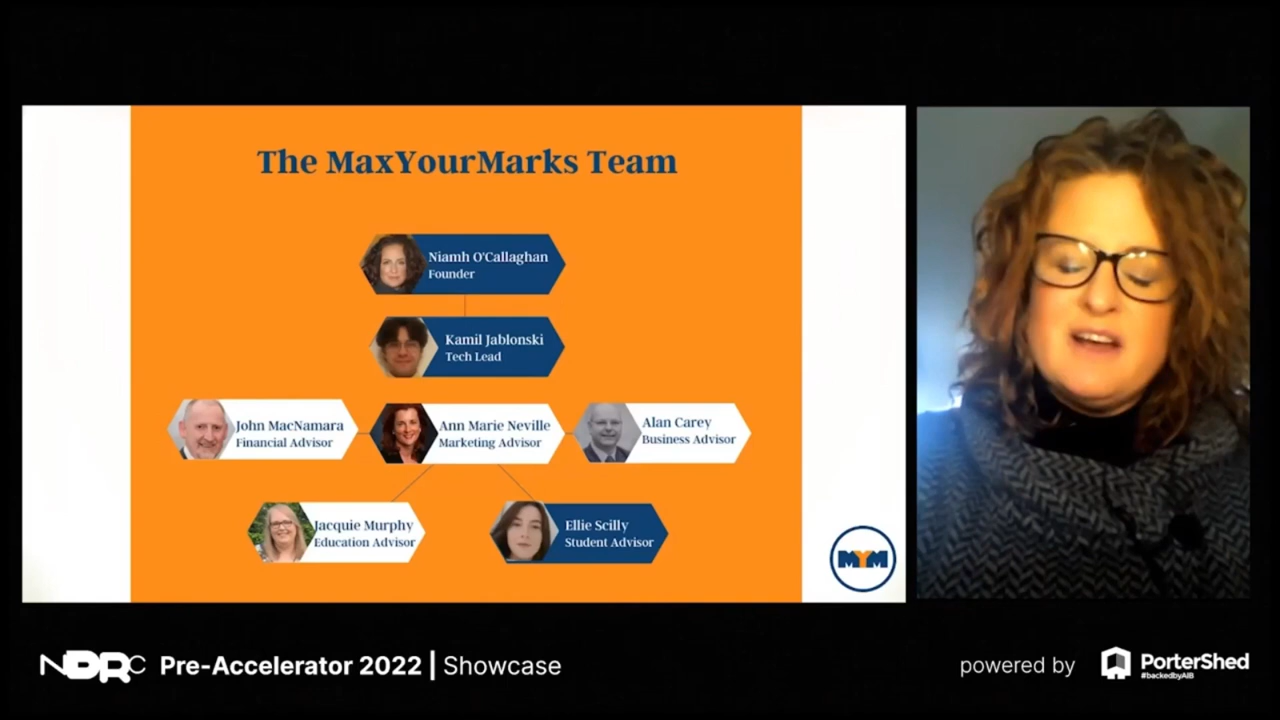 The MaxYourMarks Team
Niamh O'Callaghan
Founder
Kamil Jablonski
Tech Lead
John MacNamara
Financial Advisor
Ann Marie Neville
Marketing Advisor
Alan Carey
Business Advisor
Jacquie Murphy
Education Advisor
Ellie Scilly
Student Advisor
MYM
NDRC Pre-Accelerator 2022 | Showcase
powered by PorterShed
#backedbyAIB